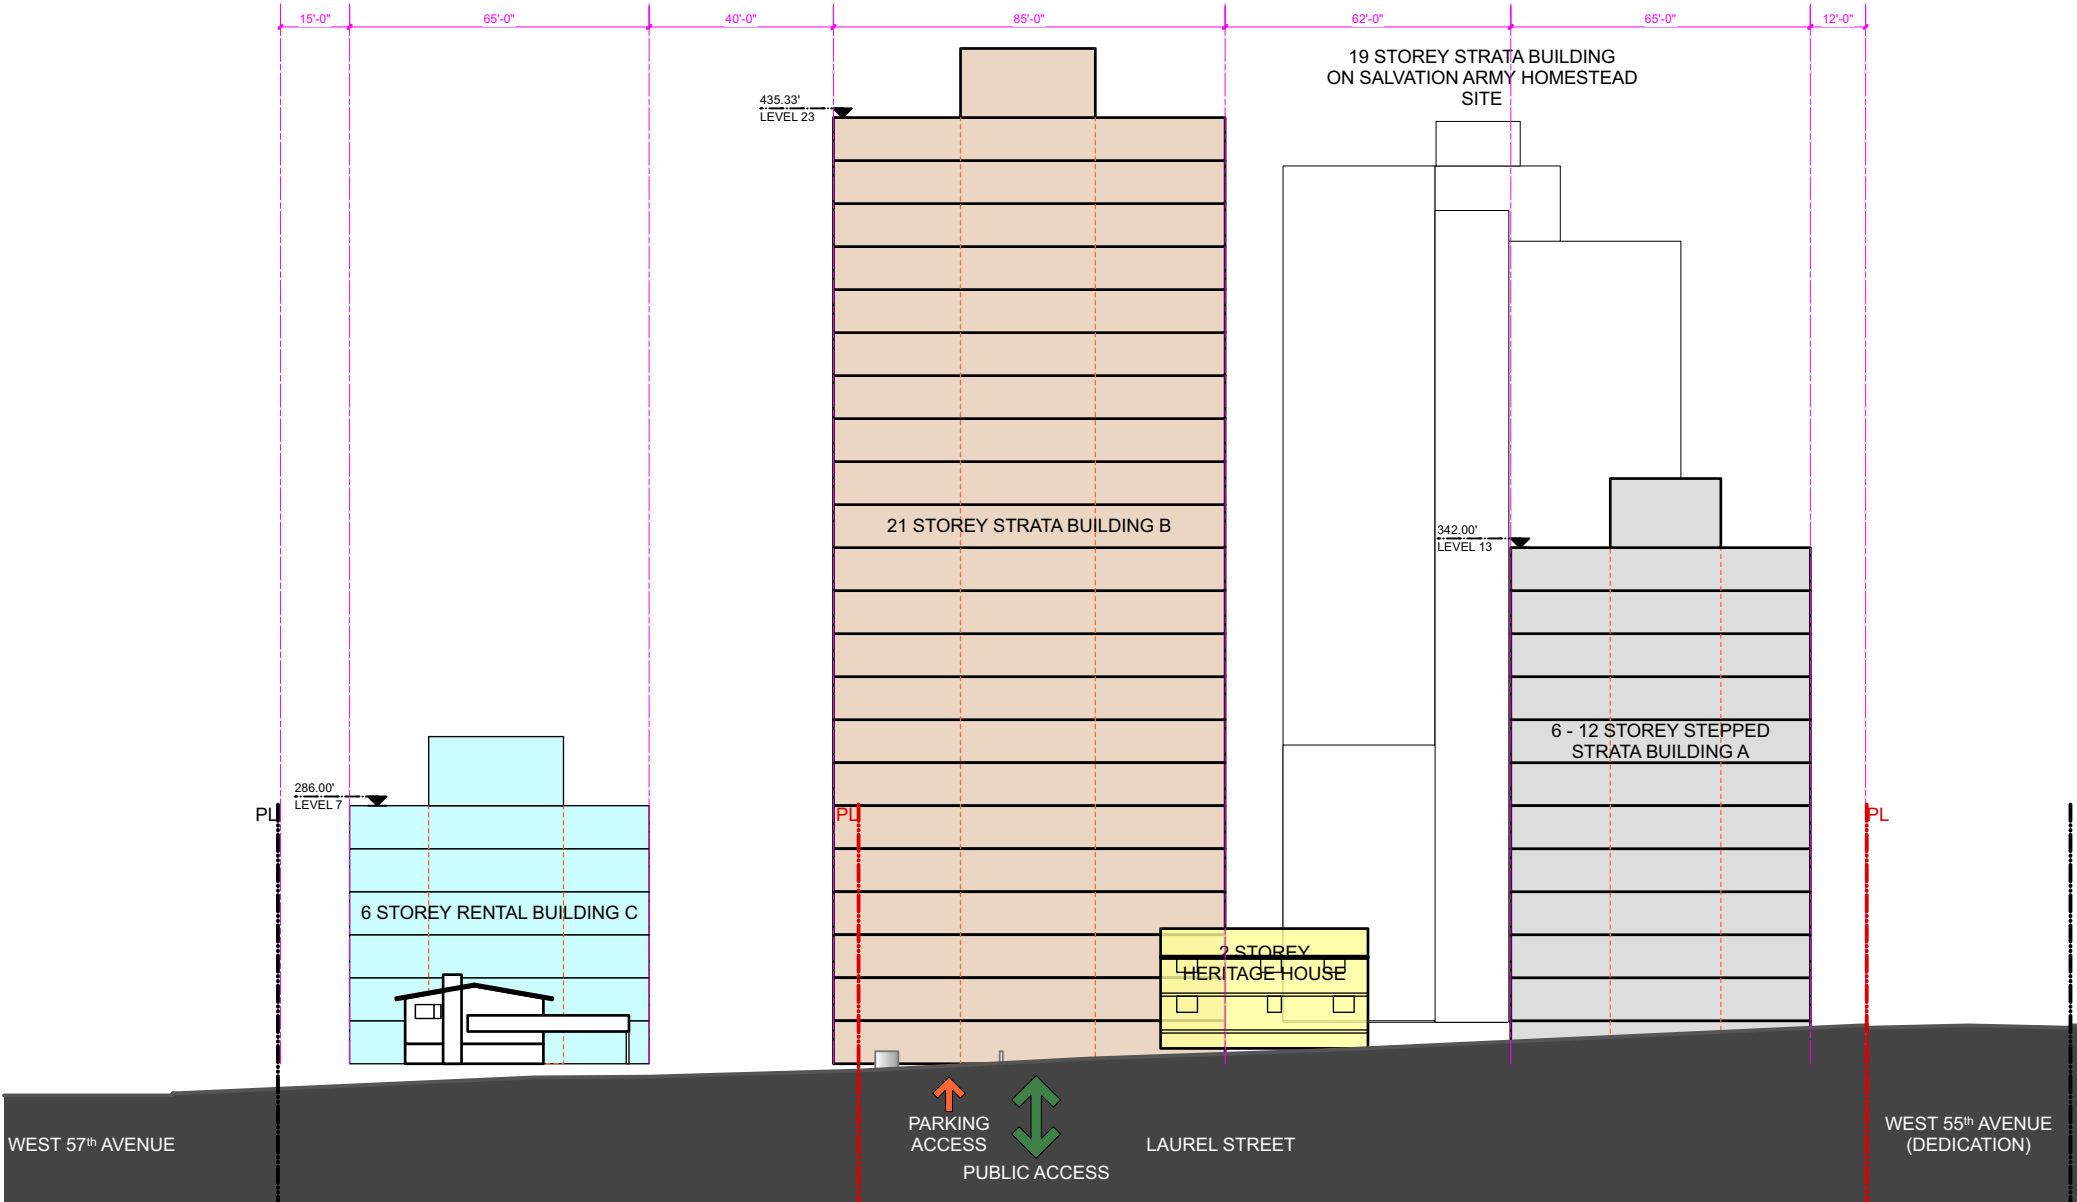 15'-0"
65'-0"
40'-0"
85'-0"
62'-0"
65'-0"
12'-0"
19 STOREY STRATA BUILDING
ON SALVATION ARMY HOMESTEAD
SITE
435.33'
LEVEL 23
21 STOREY STRATA BUILDING B
342.00'
LEVEL 13
6 - 12 STOREY STEPPED
STRATA BUILDING A
286.00'
LEVEL 7
PL
PL
PL
6 STOREY RENTAL BUILDING C
2 STOREY
HERITAGE HOUSE
WEST 57th AVENUE
PARKING
ACCESS
PUBLIC ACCESS
LAUREL STREET
WEST 55th AVENUE
(DEDICATION)